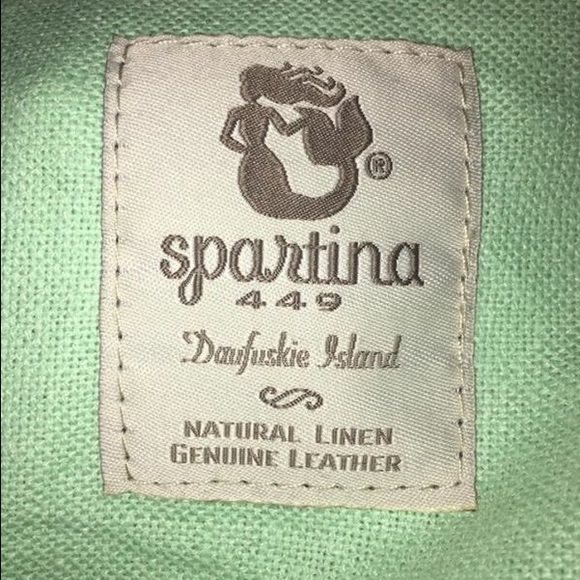 ®
spartina
449
Daufuskie Island
NATURAL LINEN
GENUINE LEATHER